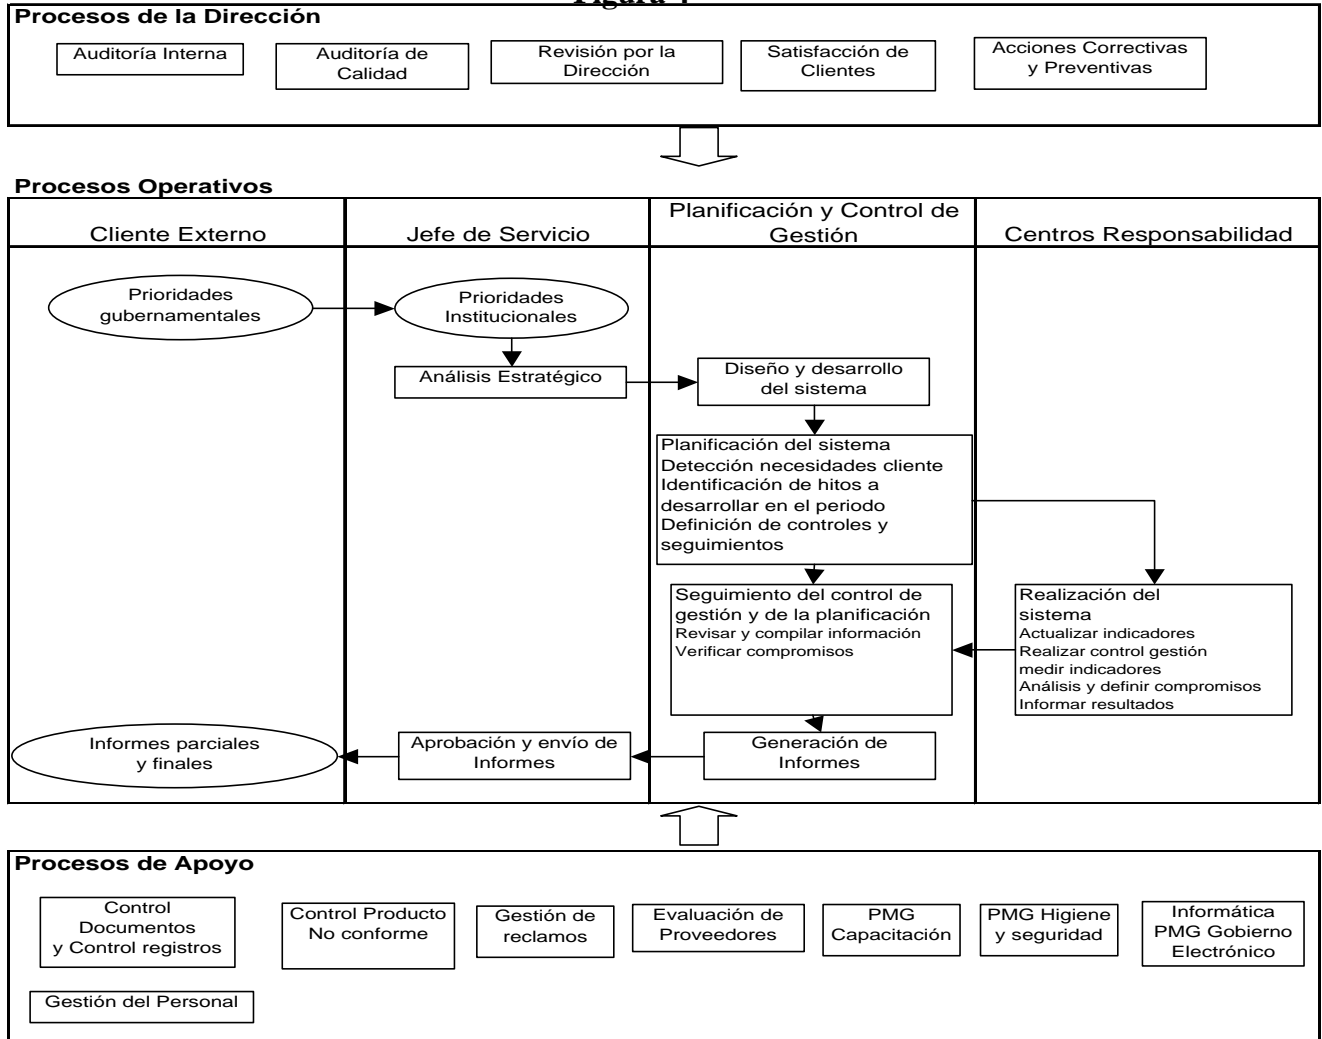 Procesos de la Dirección
Auditoría Interna
Auditoría de
Calidad
Revisión por la
Dirección
Satisfacción de
Clientes
Acciones Correctivas
y Preventivas
Procesos Operativos
Cliente Externo
Jefe de Servicio
Planificación y Control de
Gestión
Centros Responsabilidad
Prioridades
gubernamentales
Prioridades
Institucionales
Análisis Estratégico
Diseño y desarrollo
del sistema
Planificación del sistema
Detección necesidades cliente
Identificación de hitos a
desarrollar en el periodo
Definición de controles y
seguimientos
Seguimiento del control de
gestión y de la planificación
Revisar y compilar información
Verificar compromisos
Realización del
sistema
Actualizar indicadores
Realizar control gestión
medir indicadores
Análisis y definir compromisos
Informar resultados
Informes parciales
y finales
Aprobación y envío de
Informes
Generación de
Informes
Procesos de Apoyo
Control
Documentos
y Control registros
Control Producto
No conforme
Gestión de
reclamos
Evaluación de
Proveedores
PMG
Capacitación
PMG Higiene
y seguridad
Informática
PMG Gobierno
Electrónico
Gestión del Personal